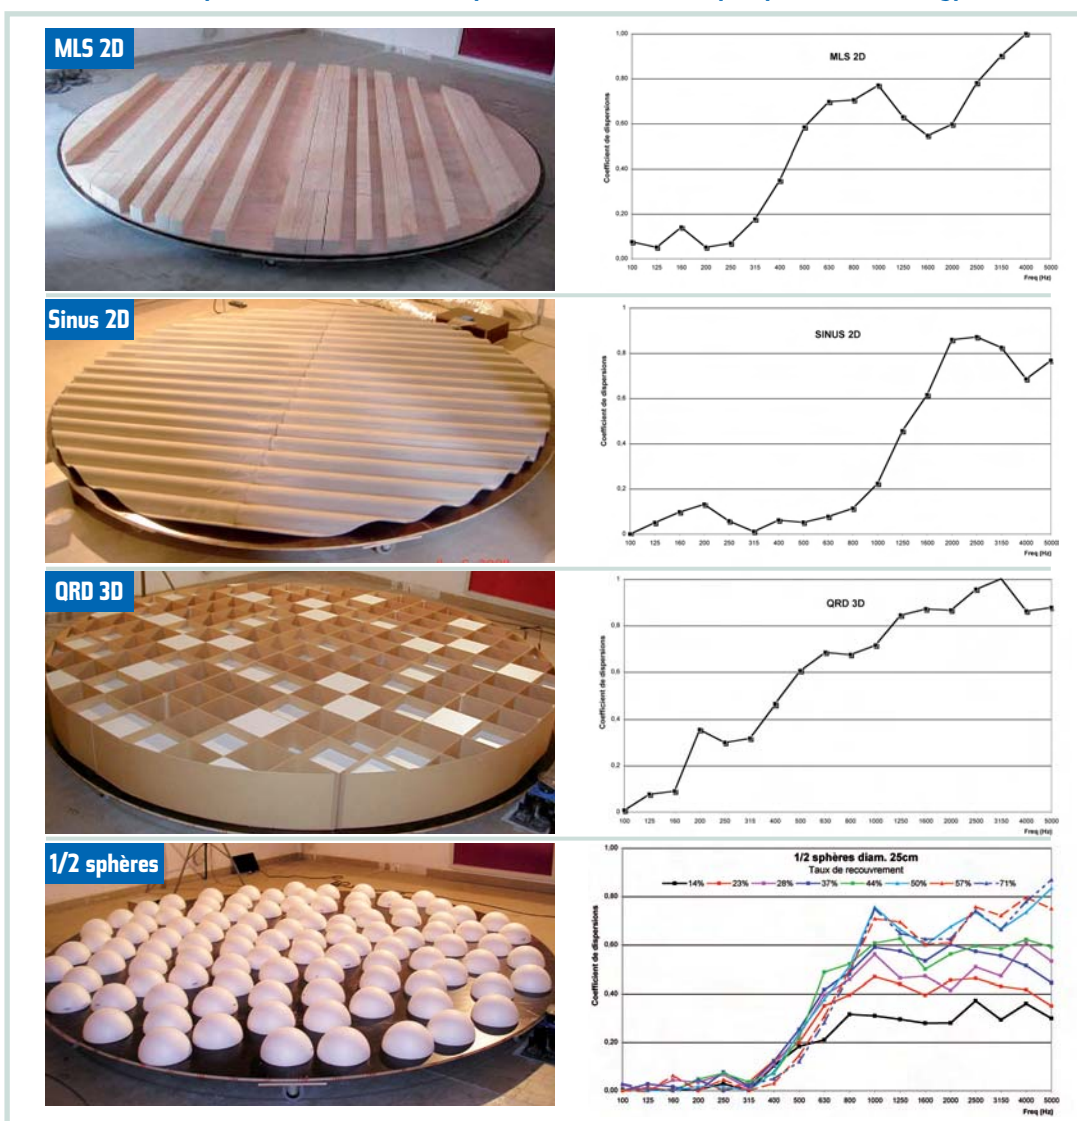 MLS 2D
MLS 2D
Coefficient de dispersions
1,00
0,80
0,60
0,40
0,20
0,00
100 125 160 200 250 315 400 500 630 800 1000 1250 1600 2000 2500 3150 4000 5000
Freq (Hz)
Sinus 2D
SINUS 2D
Coefficient de dispersions
1
0,8
0,6
0,4
0,2
0
100 125 160 200 250 315 400 500 630 800 1000 1250 1600 2000 2500 3150 4000 5000
Freq (Hz)
QRD 3D
QRD 3D
Coefficient de dispersions
1
0,8
0,6
0,4
0,2
0
100 125 160 200 250 315 400 500 630 800 1000 1250 1600 2000 2500 3150 4000 5000
Freq (Hz)
1/2 sphères
1/2 sphères diam. 25cm
Taux de recouvrement
14% 23% 28% 37% 44% 50% 57% -71%
Coefficient de dispersions
1,00
0,80
0,60
0,40
0,20
0,00
100 125 160 200 250 315 400 500 630 800 1000 1250 1600 2000 2500 3150 4000 5000
Freq (Hz)